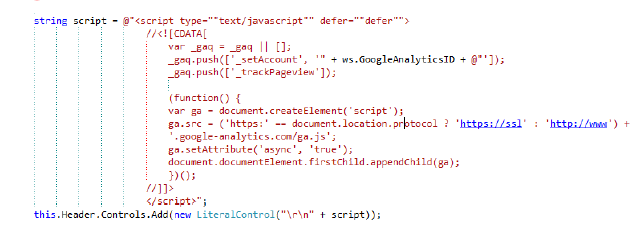 string script = @"<script type=""text/javascript"" defer=""defer"">
//<![CDATA[
var _gaq = _gaq || [];
_gaq.push(['_setAccount', '" + ws.GoogleAnalyticsID + @"']);
_gaq.push(['_trackPageview']);
(function() {
var ga = document.createElement('script');
ga.src = ('https:' == document.location.protocol ? 'https://ssl' : 'http://www') +
'.google-analytics.com/ga.js';
ga.setAttribute('async', 'true');
document.documentElement.firstChild.appendChild(ga);
})();
//]]>
</script>";
this.Header.Controls.Add(new LiteralControl("\r\n" + script));